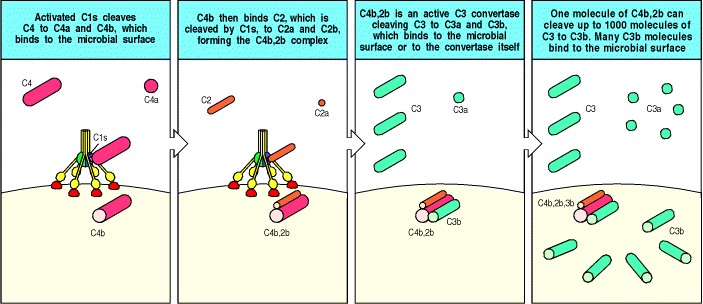 Activated C1s cleaves
C4 to C4a and C4b, which
binds to the microbial surface
C4
C4a
C1s
C4b
C4b then binds C2, which is
cleaved by C1s, to C2a and C2b,
forming the C4b,2b complex
C2
C2a
C4b,2b
C4b,2b is an active C3 convertase
cleaving C3 to C3a and C3b,
which binds to the microbial
surface or to the convertase itself
C3
C3a
C4b,2b
C3b
One molecule of C4b,2b can
cleave up to 1000 molecules of
C3 to C3b. Many C3b molecules
bind to the microbial surface
C3
C3a
C4b,2b,3b
C3b